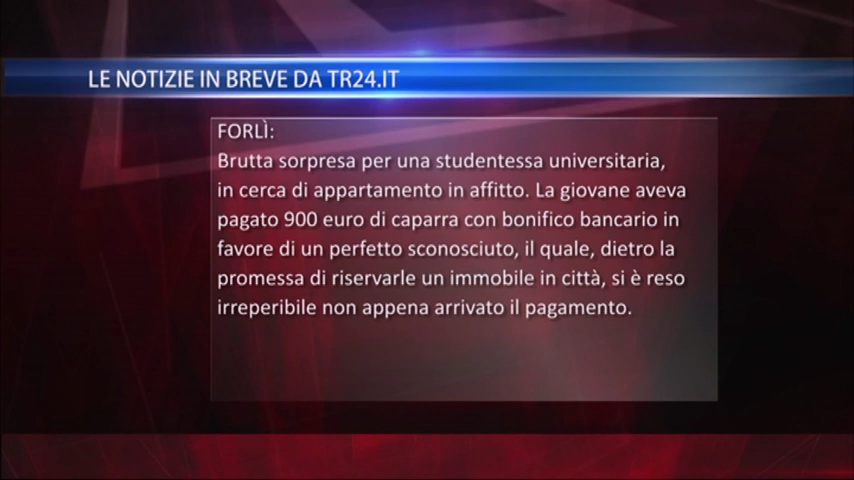 LE NOTIZIE IN BREVE DA TR24.IT
FORLÌ:
Brutta sorpresa per una studentessa universitaria,
in cerca di appartamento in affitto. La giovane aveva
pagato 900 euro di caparra con bonifico bancario in
favore di un perfetto sconosciuto, il quale, dietro la
promessa di riservarle un immobile in città, si è reso
irreperibile non appena arrivato il pagamento.